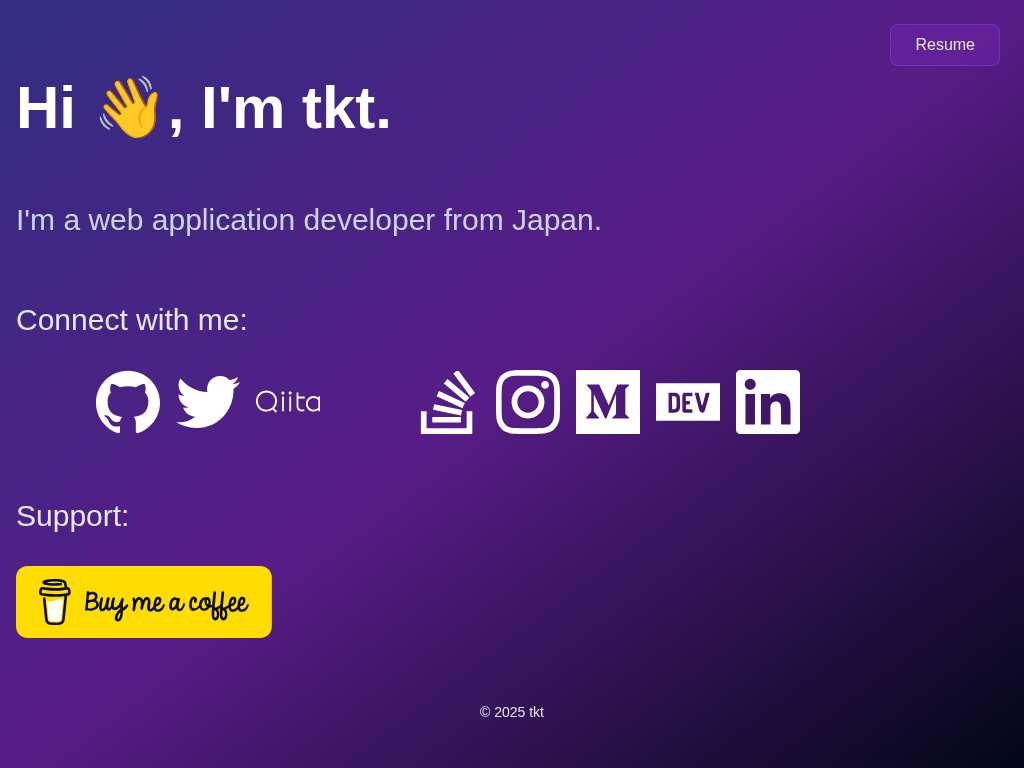 Resume
Hi 👋, I'm tkt.
I'm a web application developer from Japan.
Connect with me:
Qiita
M
DEV
in
Support:
Buy me a coffee
© 2025 tkt